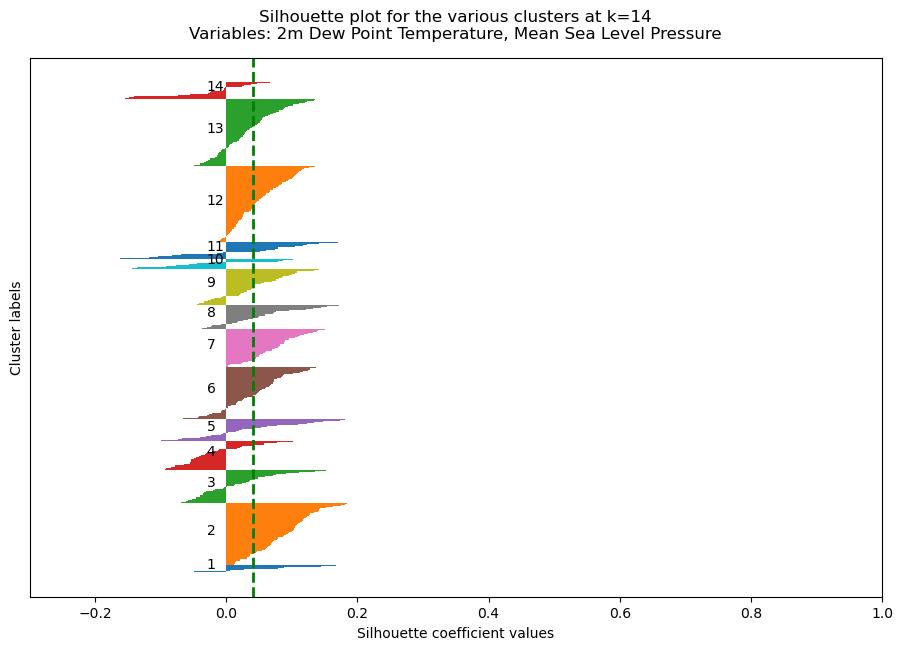 Silhouette plot for the various clusters at k=14
Variables: 2m Dew Point Temperature, Mean Sea Level Pressure
Cluster labels
14
13
12
11
10
9
8
7
6
5
4
3
2
1
−0.2 0.0 0.2 0.4 0.6 0.8 1.0
Silhouette coefficient values